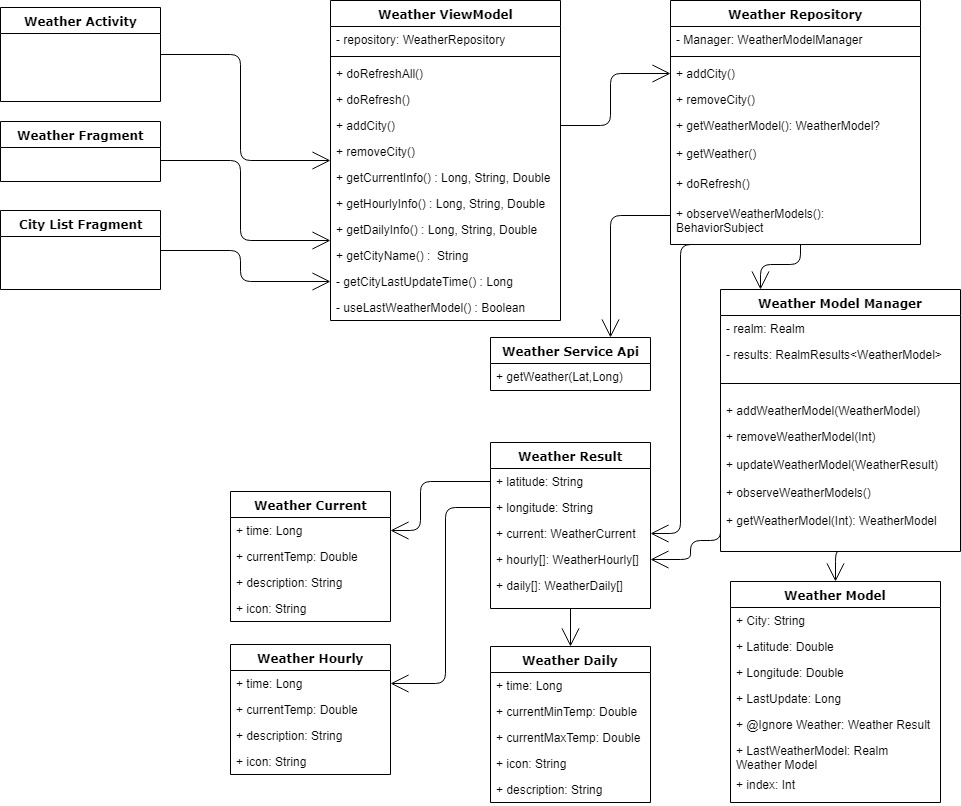 Weather Activity
Weather Fragment
City List Fragment
Weather ViewModel
- repository: WeatherRepository
+ doRefreshAll()
+ doRefresh()
+ addCity()
+ removeCity()
+ getCurrentInfo() : Long, String, Double
+ getHourlyInfo() : Long, String, Double
+ getDailyInfo() : Long, String, Double
+ getCityName() :  String
- getCityLastUpdateTime() : Long
- useLastWeatherModel() : Boolean
Weather Repository
- Manager: WeatherModelManager
+ addCity()
+ removeCity()
+ getWeatherModel(): WeatherModel?
+ getWeather()
+ doRefresh()
+ observeWeatherModels():
BehaviorSubject
Weather Service Api
+ getWeather(Lat,Long)
Weather Model Manager
- realm: Realm
- results: RealmResults<WeatherModel>
+ addWeatherModel(WeatherModel)
+ removeWeatherModel(Int)
+ updateWeatherModel(WeatherResult)
+ observeWeatherModels()
+ getWeatherModel(Int): WeatherModel
Weather Result
+ latitude: String
+ longitude: String
+ current: WeatherCurrent
+ hourly[]: WeatherHourly[]
+ daily[]: WeatherDaily[]
Weather Current
+ time: Long
+ currentTemp: Double
+ description: String
+ icon: String
Weather Hourly
+ time: Long
+ currentTemp: Double
+ description: String
+ icon: String
Weather Daily
+ time: Long
+ currentMinTemp: Double
+ currentMaxTemp: Double
+ icon: String
+ description: String
Weather Model
+ City: String
+ Latitude: Double
+ Longitude: Double
+ LastUpdate: Long
+ @Ignore Weather: Weather Result
+ LastWeatherModel: Realm
Weather Model
+ index: Int